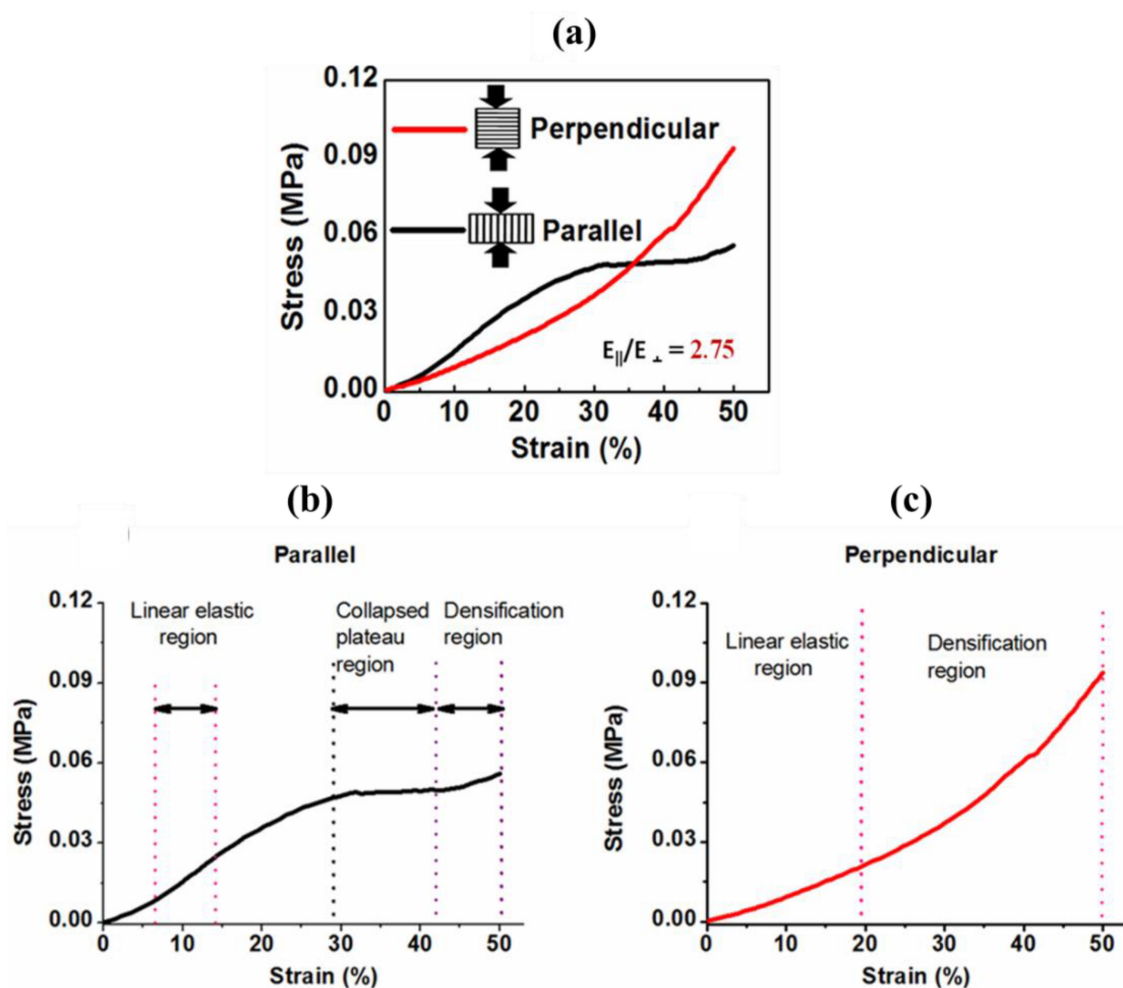 (a)
0.12
0.09
0.06
0.03
0.00
Stress (MPa)
Perpendicular
Parallel
E||/E⊥ = 2.75
0 10 20 30 40 50
Strain (%)
(b)
Parallel
Linear elastic
region
Collapsed
plateau
region
Densification
region
0.12
0.09
0.06
0.03
0.00
Stress (MPa)
0 10 20 30 40 50
Strain (%)
(c)
Perpendicular
Linear elastic
region
Densification
region
0.12
0.09
0.06
0.03
0.00
Stress (MPa)
0 10 20 30 40 50
Strain (%)